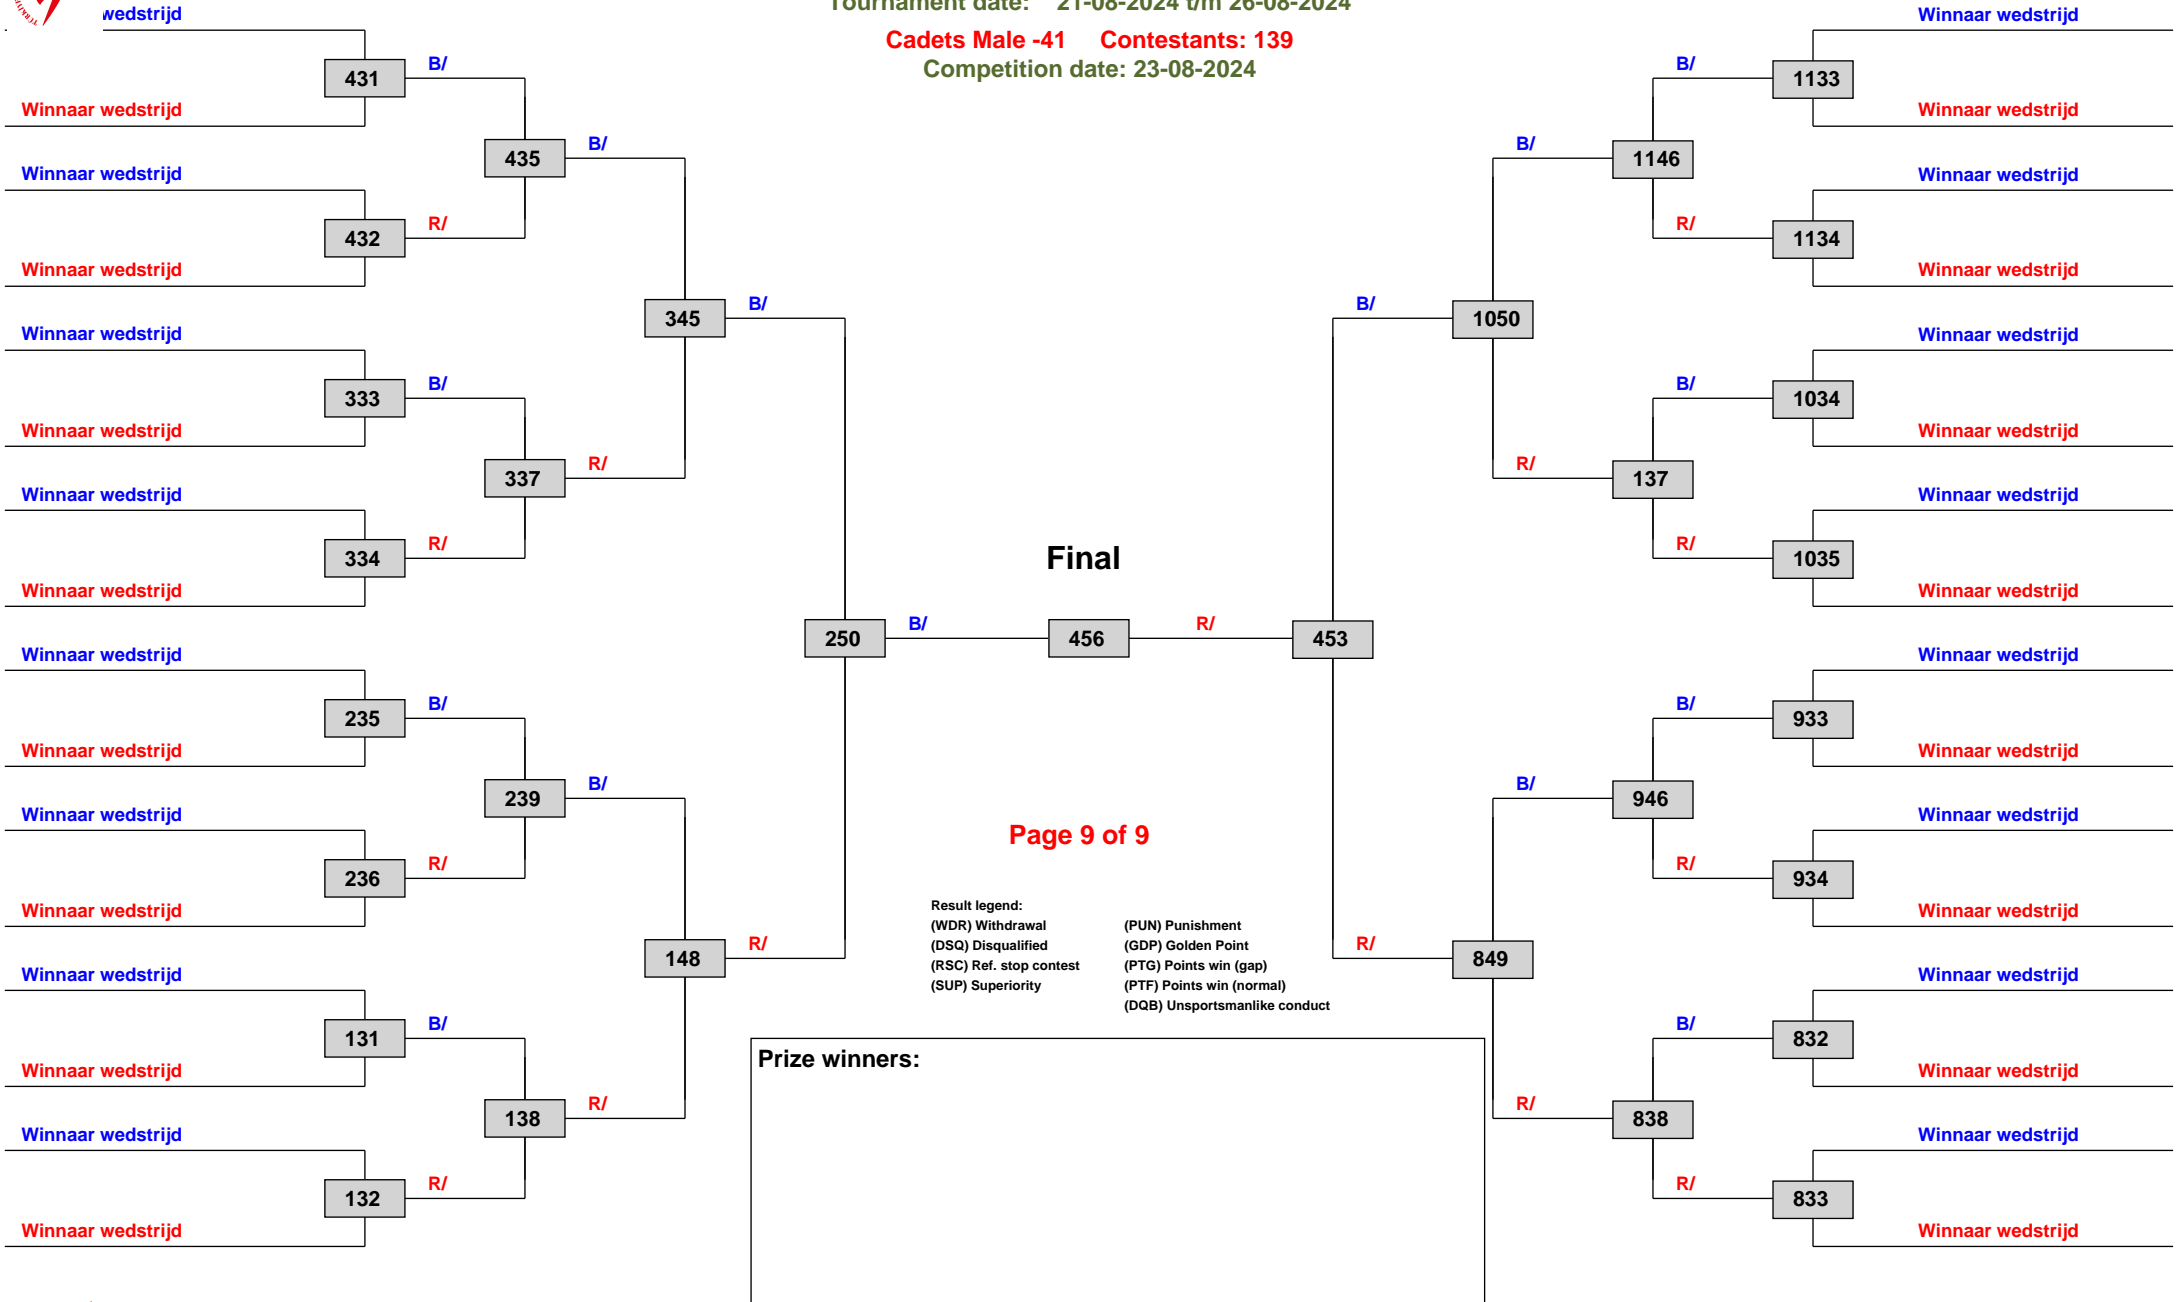 Tournament date: 21-08-2024 t/m 26-08-2024
Cadets Male -41 Contestants: 139
Competition date: 23-08-2024
wedstrijd
431
B/
Winnaar wedstrijd
435
B/
Winnaar wedstrijd
432
R/
Winnaar wedstrijd
345
B/
Winnaar wedstrijd
333
B/
Winnaar wedstrijd
337
R/
Winnaar wedstrijd
334
R/
Winnaar wedstrijd
250
B/
Winnaar wedstrijd
235
B/
Winnaar wedstrijd
239
B/
Winnaar wedstrijd
236
R/
Winnaar wedstrijd
148
R/
Winnaar wedstrijd
131
B/
Winnaar wedstrijd
138
R/
Winnaar wedstrijd
132
R/
Winnaar wedstrijd
Final
456
R/
453
Winnaar wedstrijd
B/
1133
Winnaar wedstrijd
B/
1146
Winnaar wedstrijd
R/
1134
Winnaar wedstrijd
B/
1050
Winnaar wedstrijd
B/
1034
Winnaar wedstrijd
R/
137
Winnaar wedstrijd
R/
1035
Winnaar wedstrijd
Winnaar wedstrijd
B/
933
Winnaar wedstrijd
B/
946
Winnaar wedstrijd
R/
934
Winnaar wedstrijd
R/
849
Winnaar wedstrijd
B/
832
Winnaar wedstrijd
R/
838
Winnaar wedstrijd
R/
833
Winnaar wedstrijd
Page 9 of 9
Result legend:
(WDR) Withdrawal
(DSQ) Disqualified
(RSC) Ref. stop contest
(SUP) Superiority
(PUN) Punishment
(GDP) Golden Point
(PTG) Points win (gap)
(PTF) Points win (normal)
(DQB) Unsportsmanlike conduct
Prize winners: